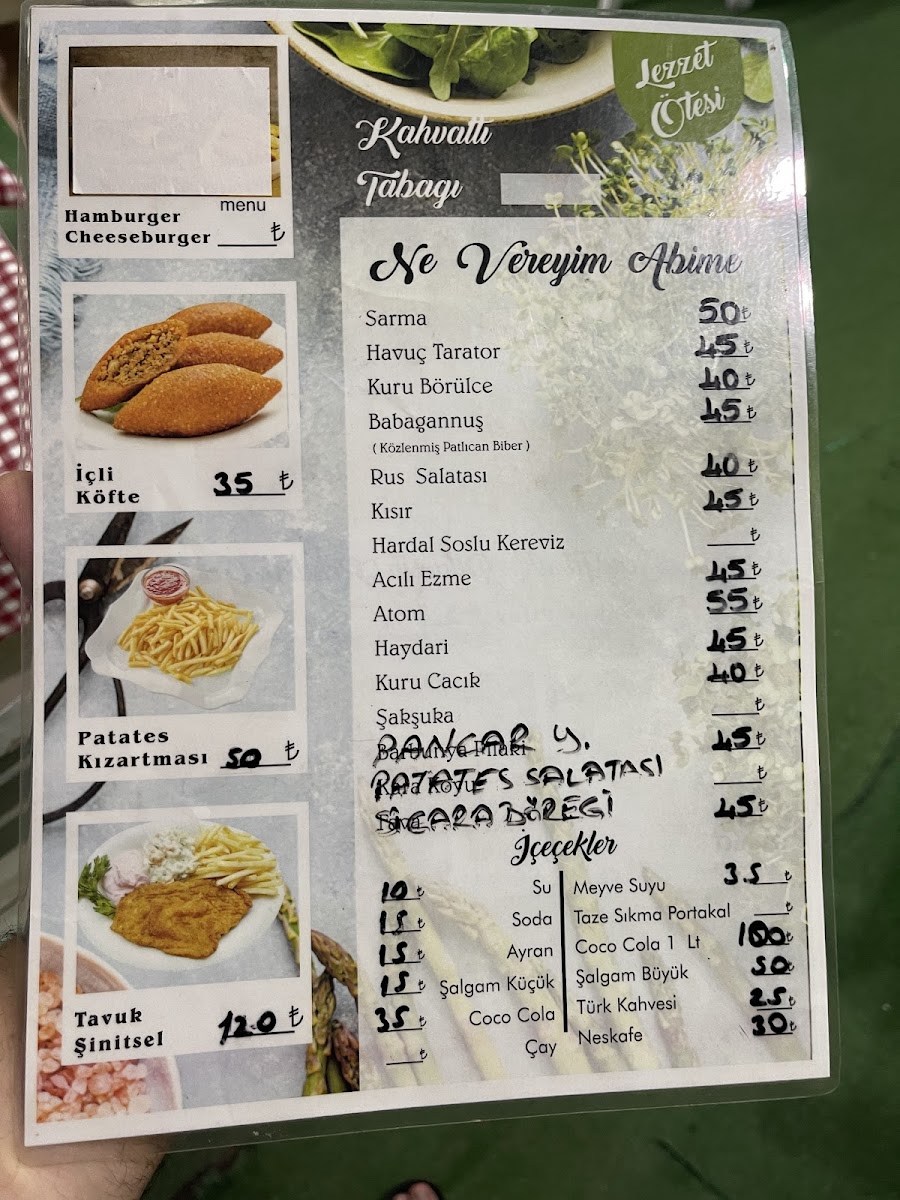 Lezzet
Ötesi
Kahvaltı
Tabağı
menu
Hamburger
Cheeseburger ₺
İçli
Köfte 35 ₺
Patates
Kızartması 50 ₺
Tavuk
Şinitsel 120 ₺
Ne Vereyim Abime
Sarma 50 ₺
Havuç Tarator 45 ₺
Kuru Börülce 40 ₺
Babagannuş 45 ₺
( Közlenmiş Patlıcan Biber )
Rus Salatası 40 ₺
Kısır 45 ₺
Hardal Soslu Kereviz ₺
Acılı Ezme 45 ₺
Atom 55 ₺
Haydari 45 ₺
Kuru Cacık 40 ₺
Şakşuka ₺
PANCAR Y. 45 ₺
Barbunya Pilaki
PATATES SALATASI ₺
SİGARA BÖREGİ 45 ₺
İçeçekler
10 ₺ Su
15 ₺ Soda
15 ₺ Ayran
15 ₺ Şalgam Küçük
35 ₺ Coco Cola
₺ Çay
Meyve Suyu 35 ₺
Taze Sıkma Portakal ₺
Coco Cola 1 Lt 100 ₺
Şalgam Büyük 50 ₺
Türk Kahvesi 25 ₺
Neskafe 30 ₺